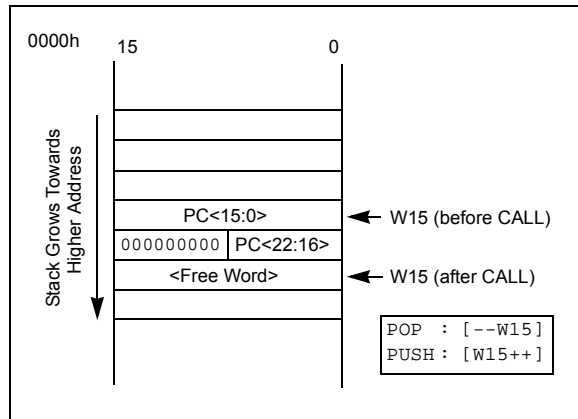 0000h
15 0
Stack Grows Towards
Higher Address
PC<15:0>
W15 (before CALL)
000000000 PC<22:16>
<Free Word>
W15 (after CALL)
POP : [--W15]
PUSH : [W15++]